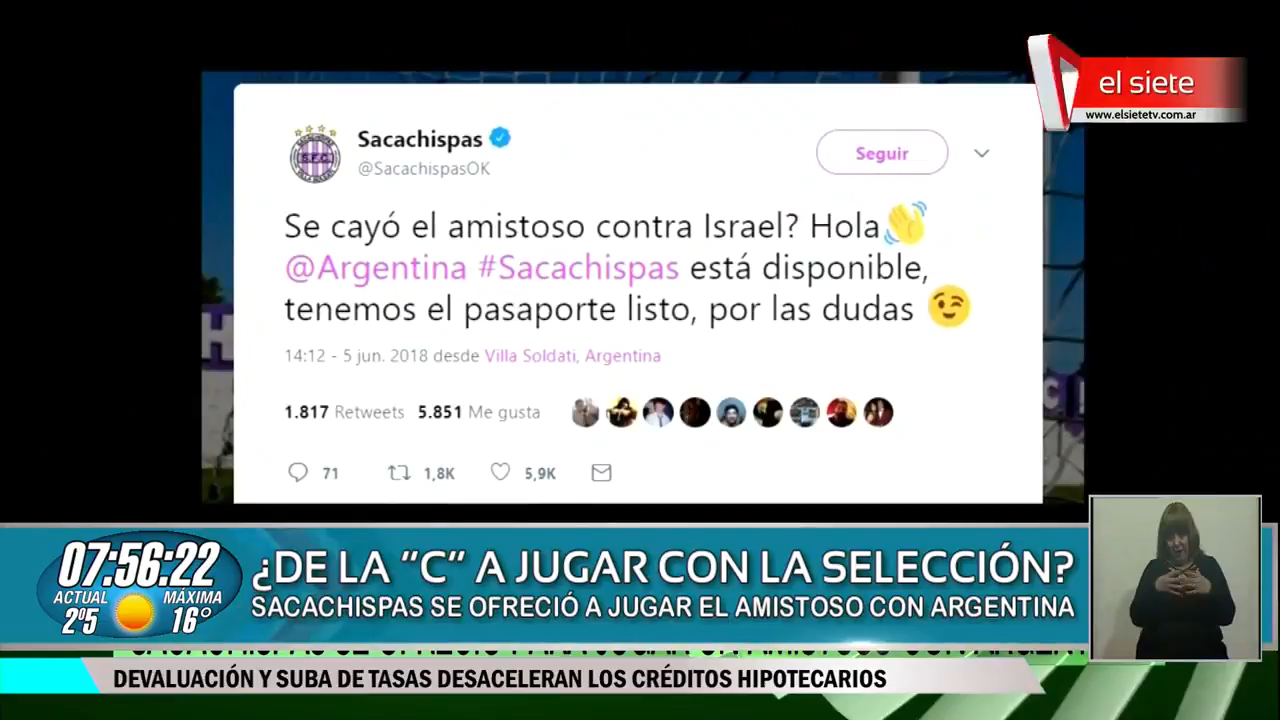 el siete
www.elsietetv.com.ar
Sacachispas
@SacachispasOK
S.F.C.
Seguir
Se cayó el amistoso contra Israel? Hola👋
@Argentina #Sacachispas está disponible,
tenemos el pasaporte listo, por las dudas 😉
14:12 - 5 jun. 2018 desde Villa Soldati, Argentina
1.817 Retweets 5.851 Me gusta
71 1,8K 5,9K
07:56:22
ACTUAL MÁXIMA
2º5 16º
¿DE LA “C“ A JUGAR CON LA SELECCIÓN?
SACACHISPAS SE OFRECIÓ A JUGAR EL AMISTOSO CON ARGENTINA
DEVALUACIÓN Y SUBA DE TASAS DESACELERAN LOS CRÉDITOS HIPOTECARIOS